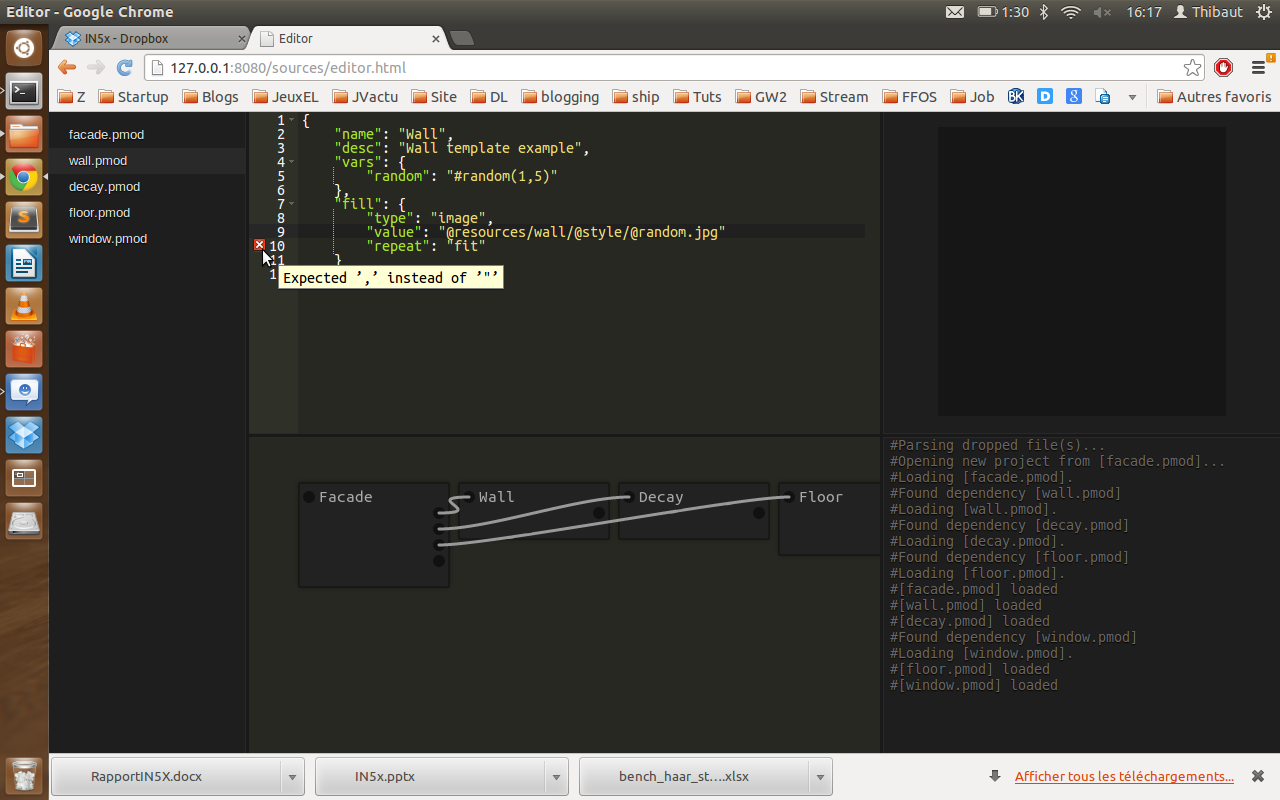 Editor - Google Chrome
1:30
16:17
Thibaut
IN5x - Dropbox
Editor
127.0.0.1:8080/sources/editor.html
Z
Startup
Blogs
JeuxEL
JVactu
Site
DL
blogging
ship
Tuts
GW2
Stream
FFOS
Job
BK
D
8
Autres favoris
facade.pmod
wall.pmod
decay.pmod
floor.pmod
window.pmod
1 {
2 "name": "Wall",
3 "desc": "Wall template example",
4 "vars": {
5 "random": "#random(1,5)"
6 },
7 "fill": {
8 "type": "image",
9 "value": "@resources/wall/@style/@random.jpg"
10 "repeat": "fit"
11 }
1
Expected ’,’ instead of ’"’
Facade
Wall
Decay
Floor
#Parsing dropped file(s)...
#Opening new project from [facade.pmod]...
#Loading [facade.pmod].
#Found dependency [wall.pmod]
#Loading [wall.pmod].
#Found dependency [decay.pmod]
#Loading [decay.pmod].
#Found dependency [floor.pmod]
#Loading [floor.pmod].
#[facade.pmod] loaded
#[wall.pmod] loaded
#[decay.pmod] loaded
#Found dependency [window.pmod]
#Loading [window.pmod].
#[floor.pmod] loaded
#[window.pmod] loaded
RapportIN5X.docx
IN5x.pptx
bench_haar_st....xlsx
Afficher tous les téléchargements...